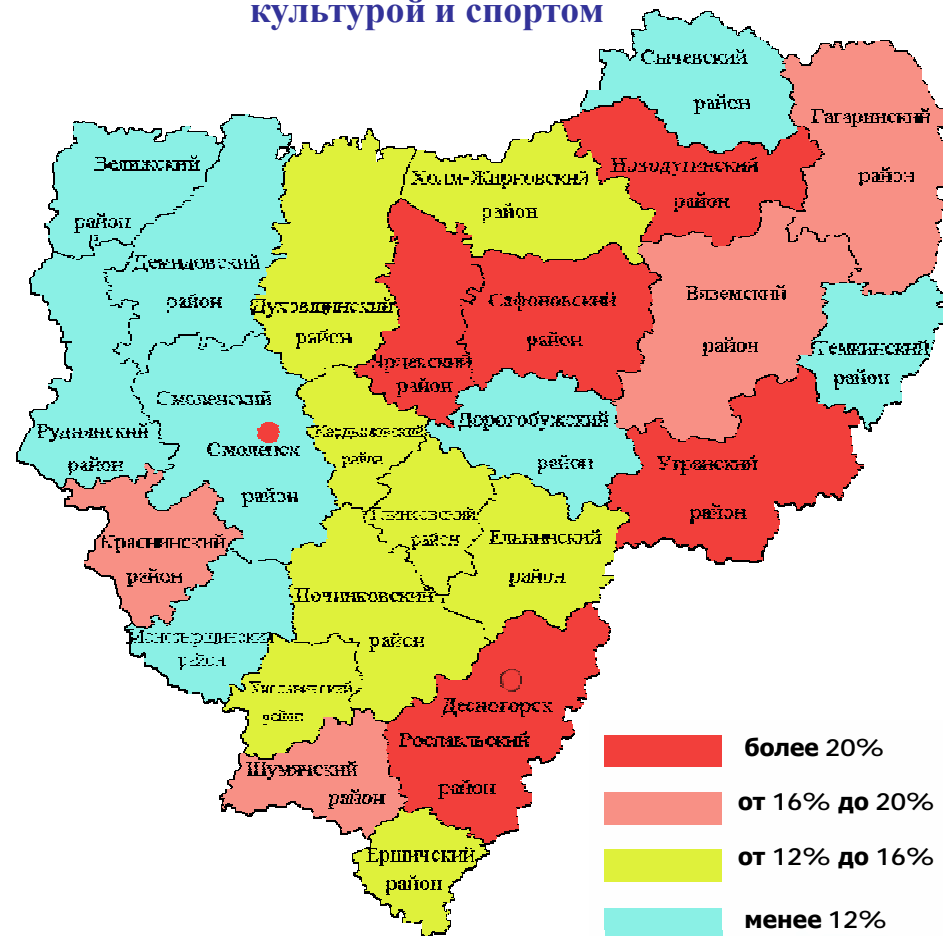 культурой и спортом
Сычевский
район
Гагаринский
район
Велижский
район
Новодугинский
район
Холм-Жирковский
район
Демидовский
район
Духовщинский
район
Сафоновский
район
Вяземский
район
Темкинский
район
Ярцевский
район
Смоленский
Смоленск
район
Руднянский
район
Кардымовский
район
Дорогобужский
район
Угранский
район
Глинковский
район
Ельнинский
район
Краснинский
район
Починковский
район
Монастырщинский
район
Хиславичский
район
Десногорск
Рославльский
район
Шумячский
район
Ершичский
район
более 20%
от 16% до 20%
от 12% до 16%
менее 12%